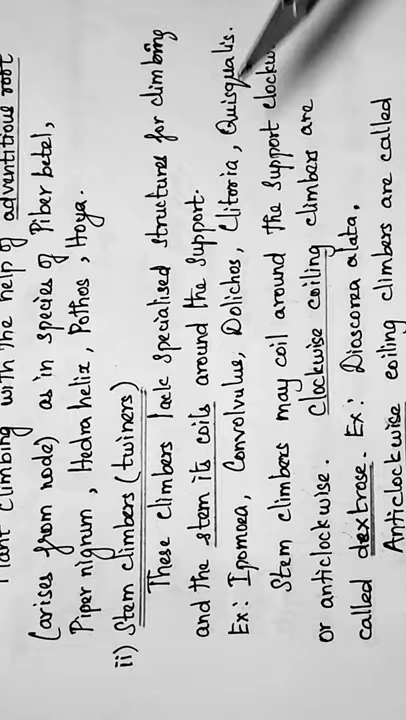 Plant climbing with the help of adventitious root
(arises from node) as in species of Piber betel,
Piper nigrum, Hedra helix, Pothos, Hoya.
ii) Stem climbers (twiners)
These climbers lack specialised structures for climbing
and the stem its coils around the support.
Ex: Ipomoea, Convolvulue, Dolichos, Clitoria, Quisqualis.
Stem climbers may coil around the support clockw
or anticlockwise. Clockwise coiling climbers are
called dextrose. Ex: Dioscorea alata.
Anticlockwise coiling climbers are called